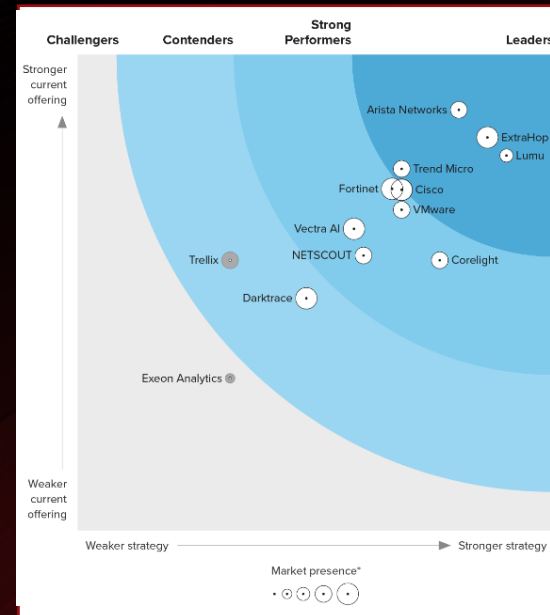 Challengers
Contenders
Strong
Performers
Leaders
Stronger
current
offering
Arista Networks
ExtraHop
Lumu
Trend Micro
Fortinet
Cisco
VMware
Vectra AI
NETSCOUT
Corelight
Trellix
Darktrace
Exeon Analytics
Weaker
current
offering
Weaker strategy
Stronger strategy
Market presence*